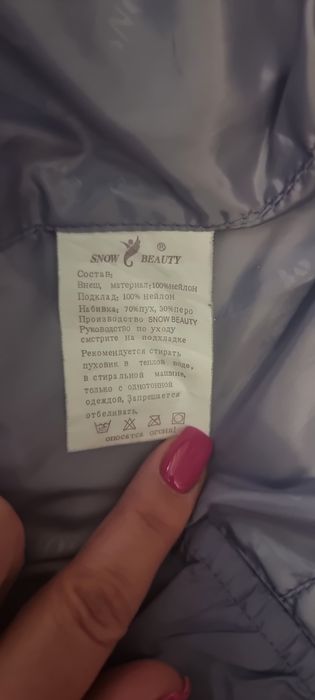 SNOW ® BEAUTY
Состав:
Внеш, материал:100%нейлон
Подклад: 100% нейлон
Набивка: 70%пух, 30%перо
Производство SNOW BEAUTY
Руководство по уходу
смотрите на подкладке
Рекомендуется стирать
пуховик в теплой воде,
в стиральной машине,
только с однотонной
одеждой, Запрещается
отбеливать,